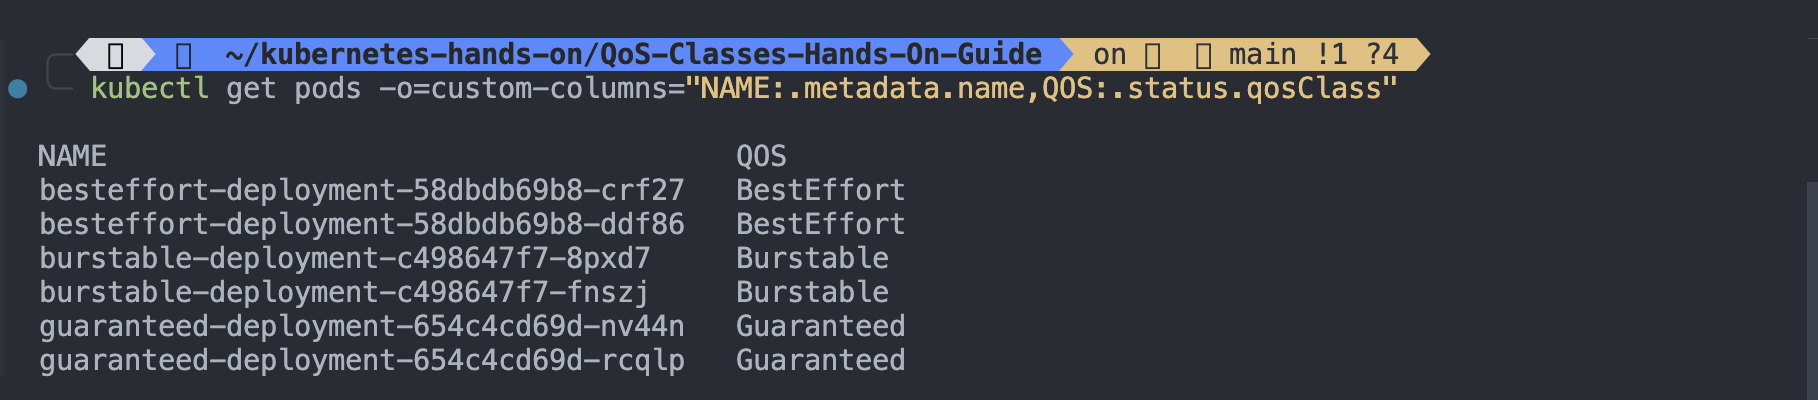 ~/kubernetes-hands-on/QoS-Classes-Hands-On-Guide on main !1 ?4
kubectl get pods -o=custom-columns="NAME:.metadata.name,QOS:.status.qosClass"
NAME QOS
besteffort-deployment-58dbdb69b8-crf27 BestEffort
besteffort-deployment-58dbdb69b8-ddf86 BestEffort
burstable-deployment-c498647f7-8pxd7 Burstable
burstable-deployment-c498647f7-fnszj Burstable
guaranteed-deployment-654c4cd69d-nv44n Guaranteed
guaranteed-deployment-654c4cd69d-rcqlp Guaranteed